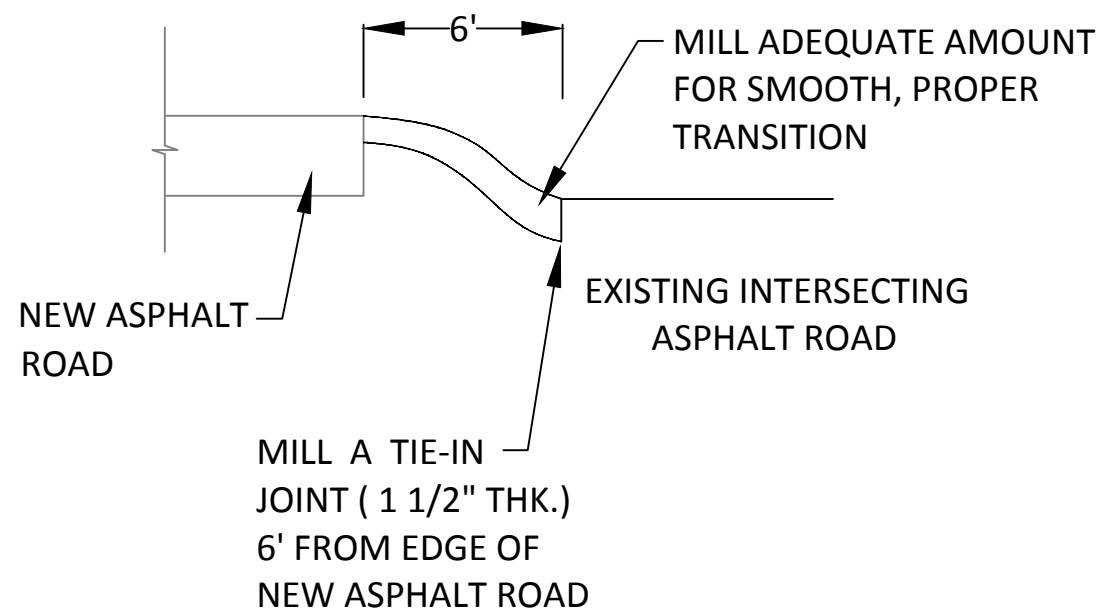 6'
MILL ADEQUATE AMOUNT
FOR SMOOTH, PROPER
TRANSITION
NEW ASPHALT
ROAD
EXISTING INTERSECTING
ASPHALT ROAD
MILL A TIE-IN
JOINT ( 1 1/2" THK.)
6' FROM EDGE OF
NEW ASPHALT ROAD